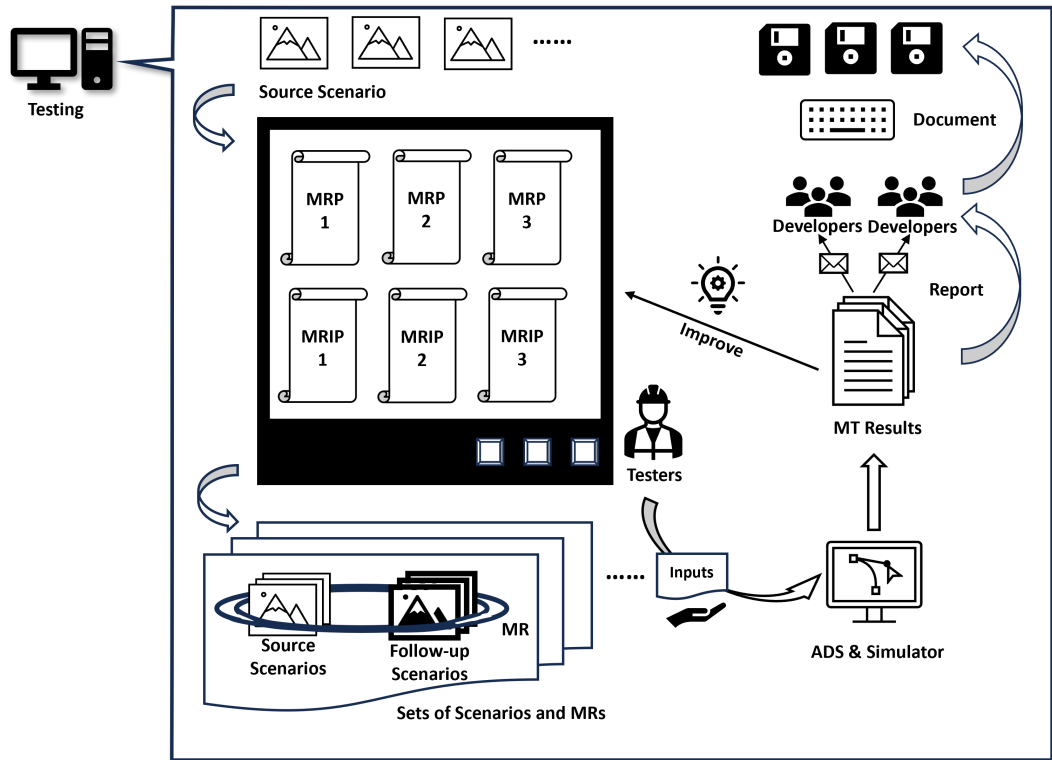 Testing
......
Source Scenario
Document
MRP
1
MRP
2
MRP
3
Developers
Developers
Report
MRIP
1
MRIP
2
MRIP
3
Improve
MT Results
Testers
......
Inputs
MR
Source
Scenarios
Follow-up
Scenarios
ADS & Simulator
Sets of Scenarios and MRs